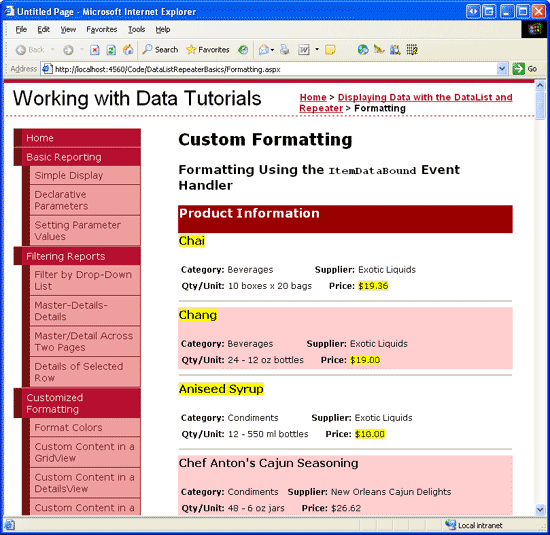 Untitled Page - Microsoft Internet Explorer
File Edit View Favorites Tools Help
Back Search Favorites
Address http://localhost:4560/Code/DataListRepeaterBasics/Formatting.aspx Go
Working with Data Tutorials
Home > Displaying Data with the DataList and
Repeater > Formatting
Home
Basic Reporting
Simple Display
Declarative
Parameters
Setting Parameter
Values
Filtering Reports
Filter by Drop-Down
List
Master-Details-
Details
Master/Detail Across
Two Pages
Details of Selected
Row
Customized
Formatting
Format Colors
Custom Content in a
GridView
Custom Content in a
DetailsView
Custom Content in a
Custom Formatting
Formatting Using the ItemDataBound Event
Handler
Product Information
Chai
Category: Beverages Supplier: Exotic Liquids
Qty/Unit: 10 boxes x 20 bags Price: $19.36
Chang
Category: Beverages Supplier: Exotic Liquids
Qty/Unit: 24 - 12 oz bottles Price: $19.00
Aniseed Syrup
Category: Condiments Supplier: Exotic Liquids
Qty/Unit: 12 - 550 ml bottles Price: $10.00
Chef Anton's Cajun Seasoning
Category: Condiments Supplier: New Orleans Cajun Delights
Qty/Unit: 48 - 6 oz jars Price: $26.62
Local intranet